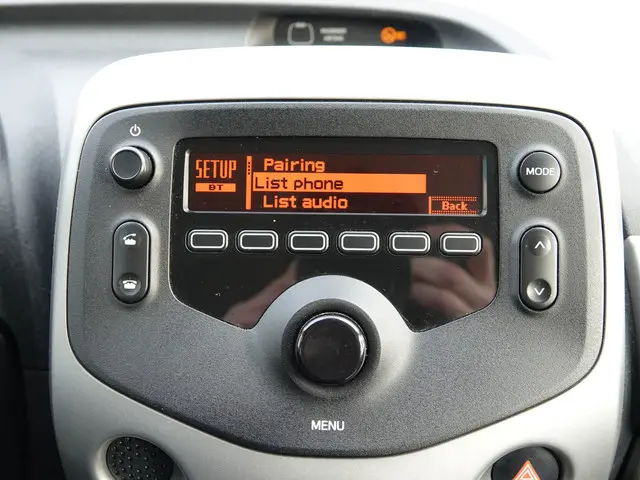 SETUP
BT
Pairing
List phone
List audio
Back
MODE
MENU